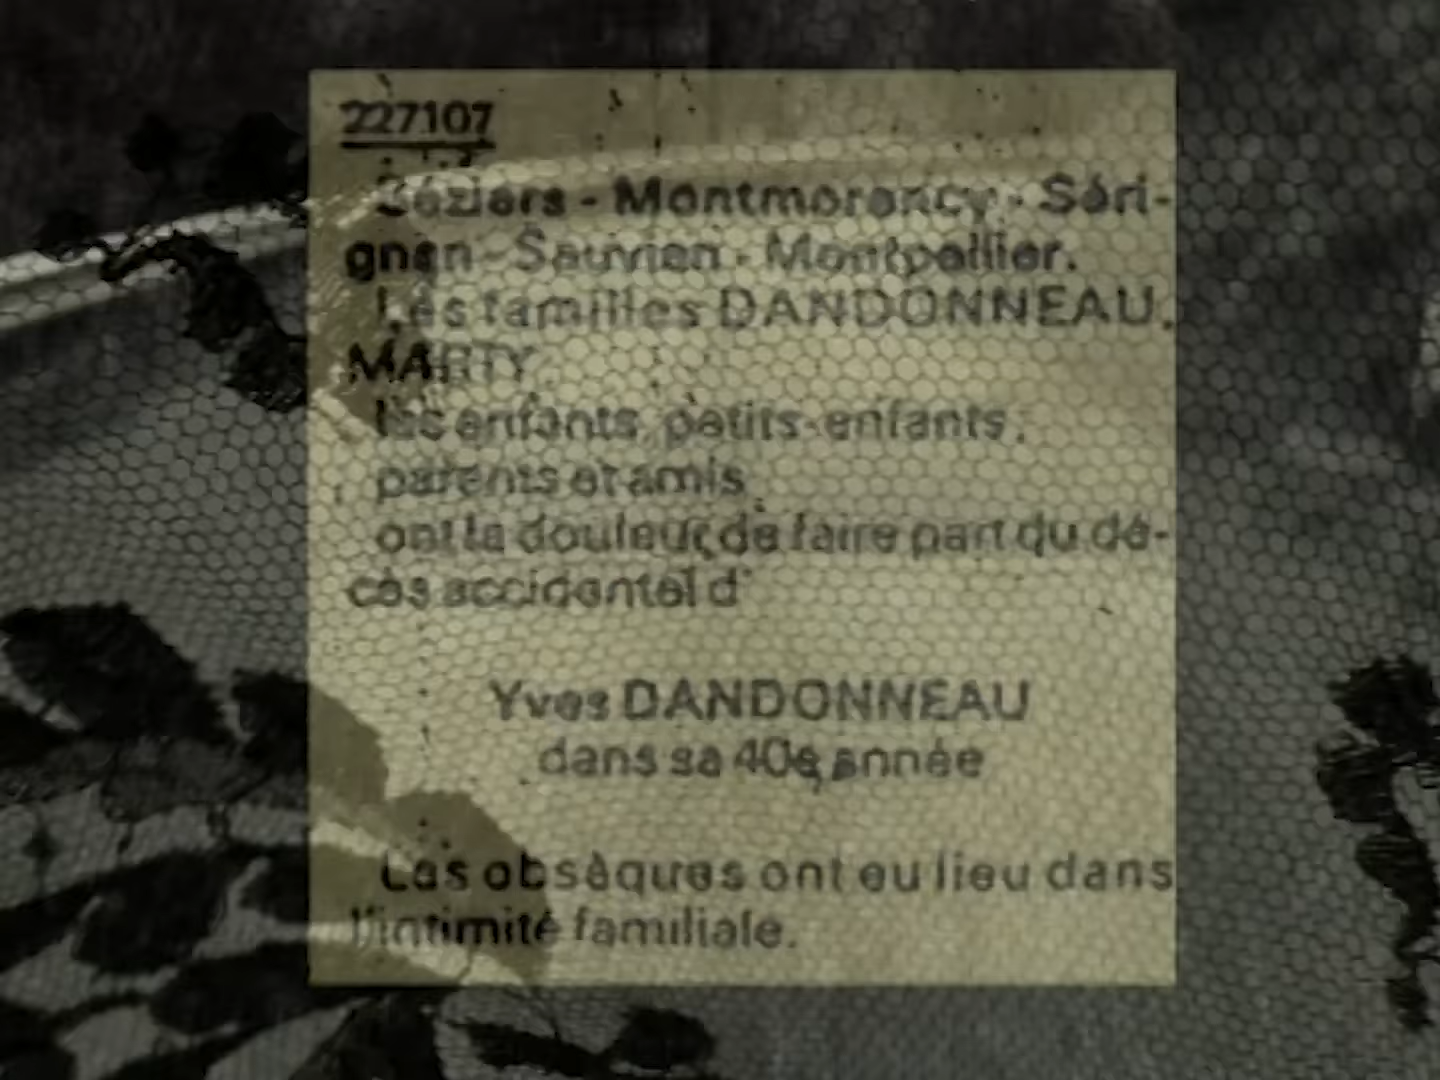 227107
Béziers - Montmorency - Séri-
gnan - Sauvian - Montpellier.
Les familles DANDONNEAU,
MARTY,
les enfants, petits-enfants,
parents et amis,
ont la douleur de faire part du dé-
cès accidentel d'
Yves DANDONNEAU
dans sa 40e année
Les obsèques ont eu lieu dans
l'intimité familiale.